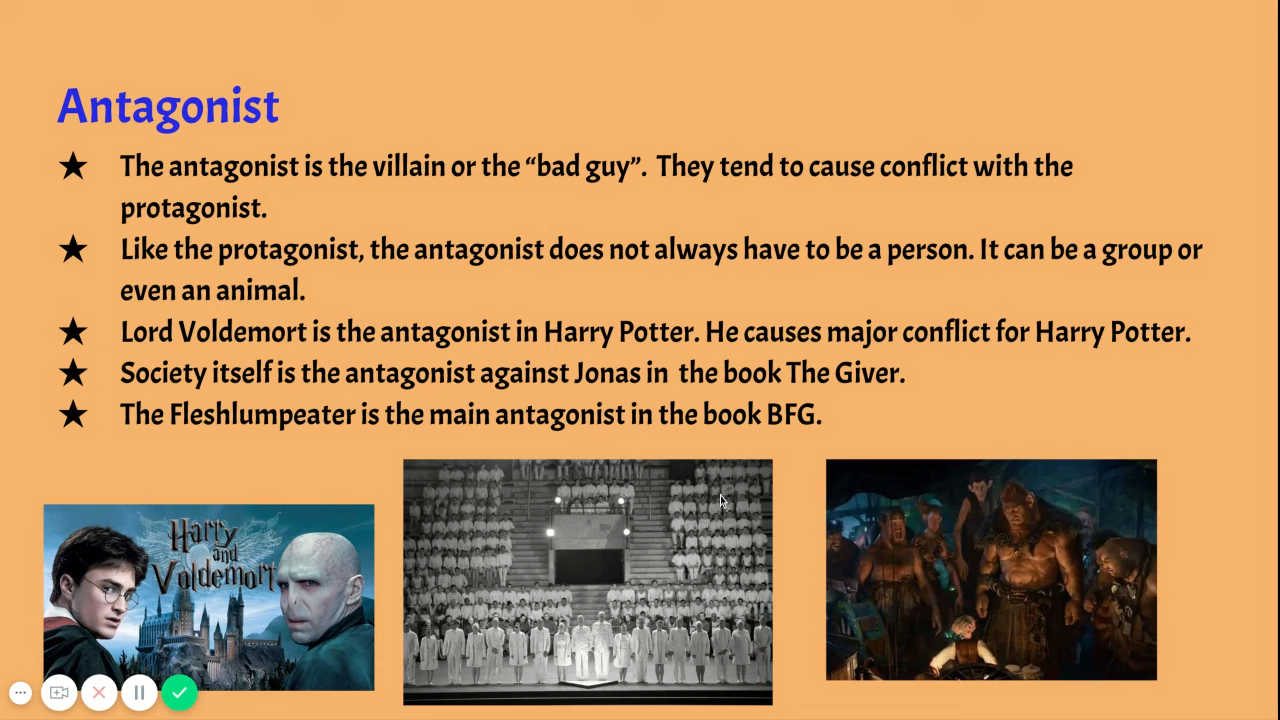 Antagonist
★ The antagonist is the villain or the “bad guy”.  They tend to cause conflict with the
protagonist.
★ Like the protagonist, the antagonist does not always have to be a person. It can be a group or
even an animal.
★ Lord Voldemort is the antagonist in Harry Potter. He causes major conflict for Harry Potter.
★ Society itself is the antagonist against Jonas in  the book The Giver.
★ The Fleshlumpeater is the main antagonist in the book BFG.
Harry
and
Voldemort